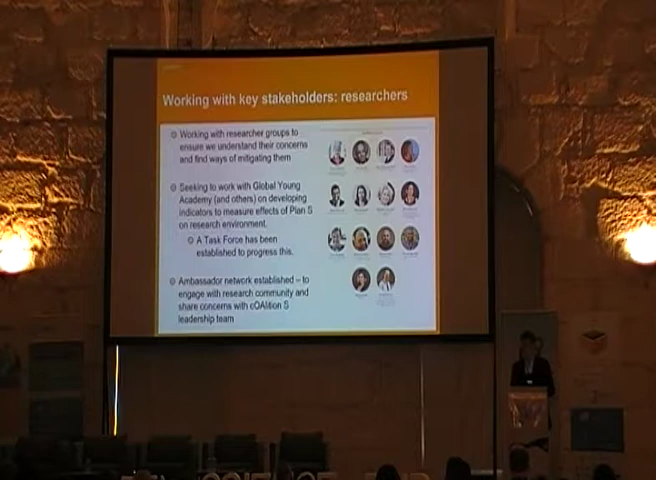 Working with key stakeholders: researchers
Working with researcher groups to
ensure we understand their concerns
and find ways of mitigating them
Seeking to work with Global Young
Academy (and others) on developing
indicators to measure effects of Plan S
on research environment.
A Task Force has been
established to progress this.
Ambassador network established – to
engage with research community and
share concerns with cOAlition S
leadership team